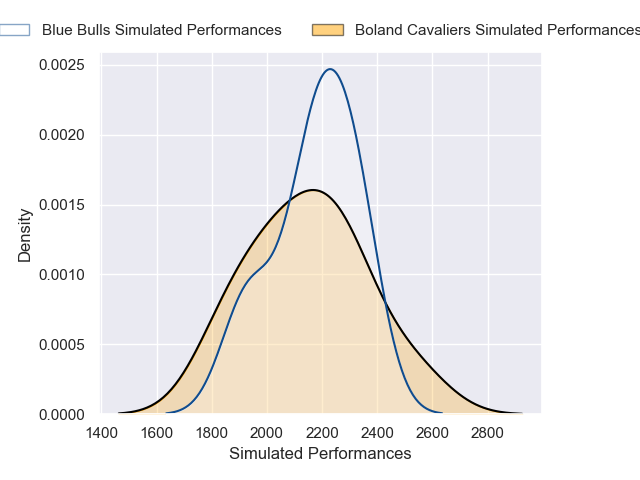 Blue Bulls Simulated Performances
Boland Cavaliers Simulated Performances
0.0025
0.0020
0.0015
0.0010
0.0005
0.0000
Density
1400 1600 1800 2000 2200 2400 2600 2800
Simulated Performances